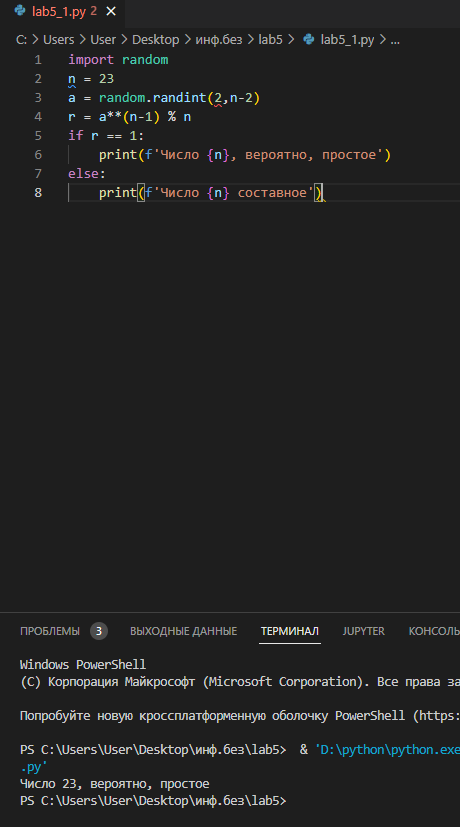 lab5_1.py 2 ×
C: > Users > User > Desktop > инф.без > lab5 > lab5_1.py > ...
1 import random
2 n = 23
3 a = random.randint(2,n-2)
4 r = a**(n-1) % n
5 if r == 1:
6 print(f'Число {n}, вероятно, простое')
7 else:
8 print(f'Число {n} составное')
ПРОБЛЕМЫ 3 ВЫХОДНЫЕ ДАННЫЕ ТЕРМИНАЛ JUPYTER КОНСОЛЬ
Windows PowerShell
(C) Корпорация Майкрософт (Microsoft Corporation). Все права за
Попробуйте новую кроссплатформенную оболочку PowerShell (https:
PS C:\Users\User\Desktop\инф.без\lab5> & 'D:\python\python.exe
.py'
Число 23, вероятно, простое
PS C:\Users\User\Desktop\инф.без\lab5>